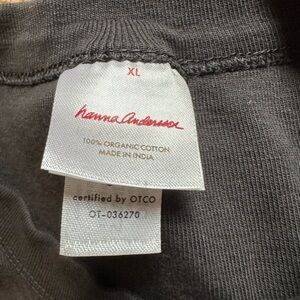 XL
hanna andersson
100% ORGANIC COTTON
MADE IN INDIA
certified by OTCO
OT-036270